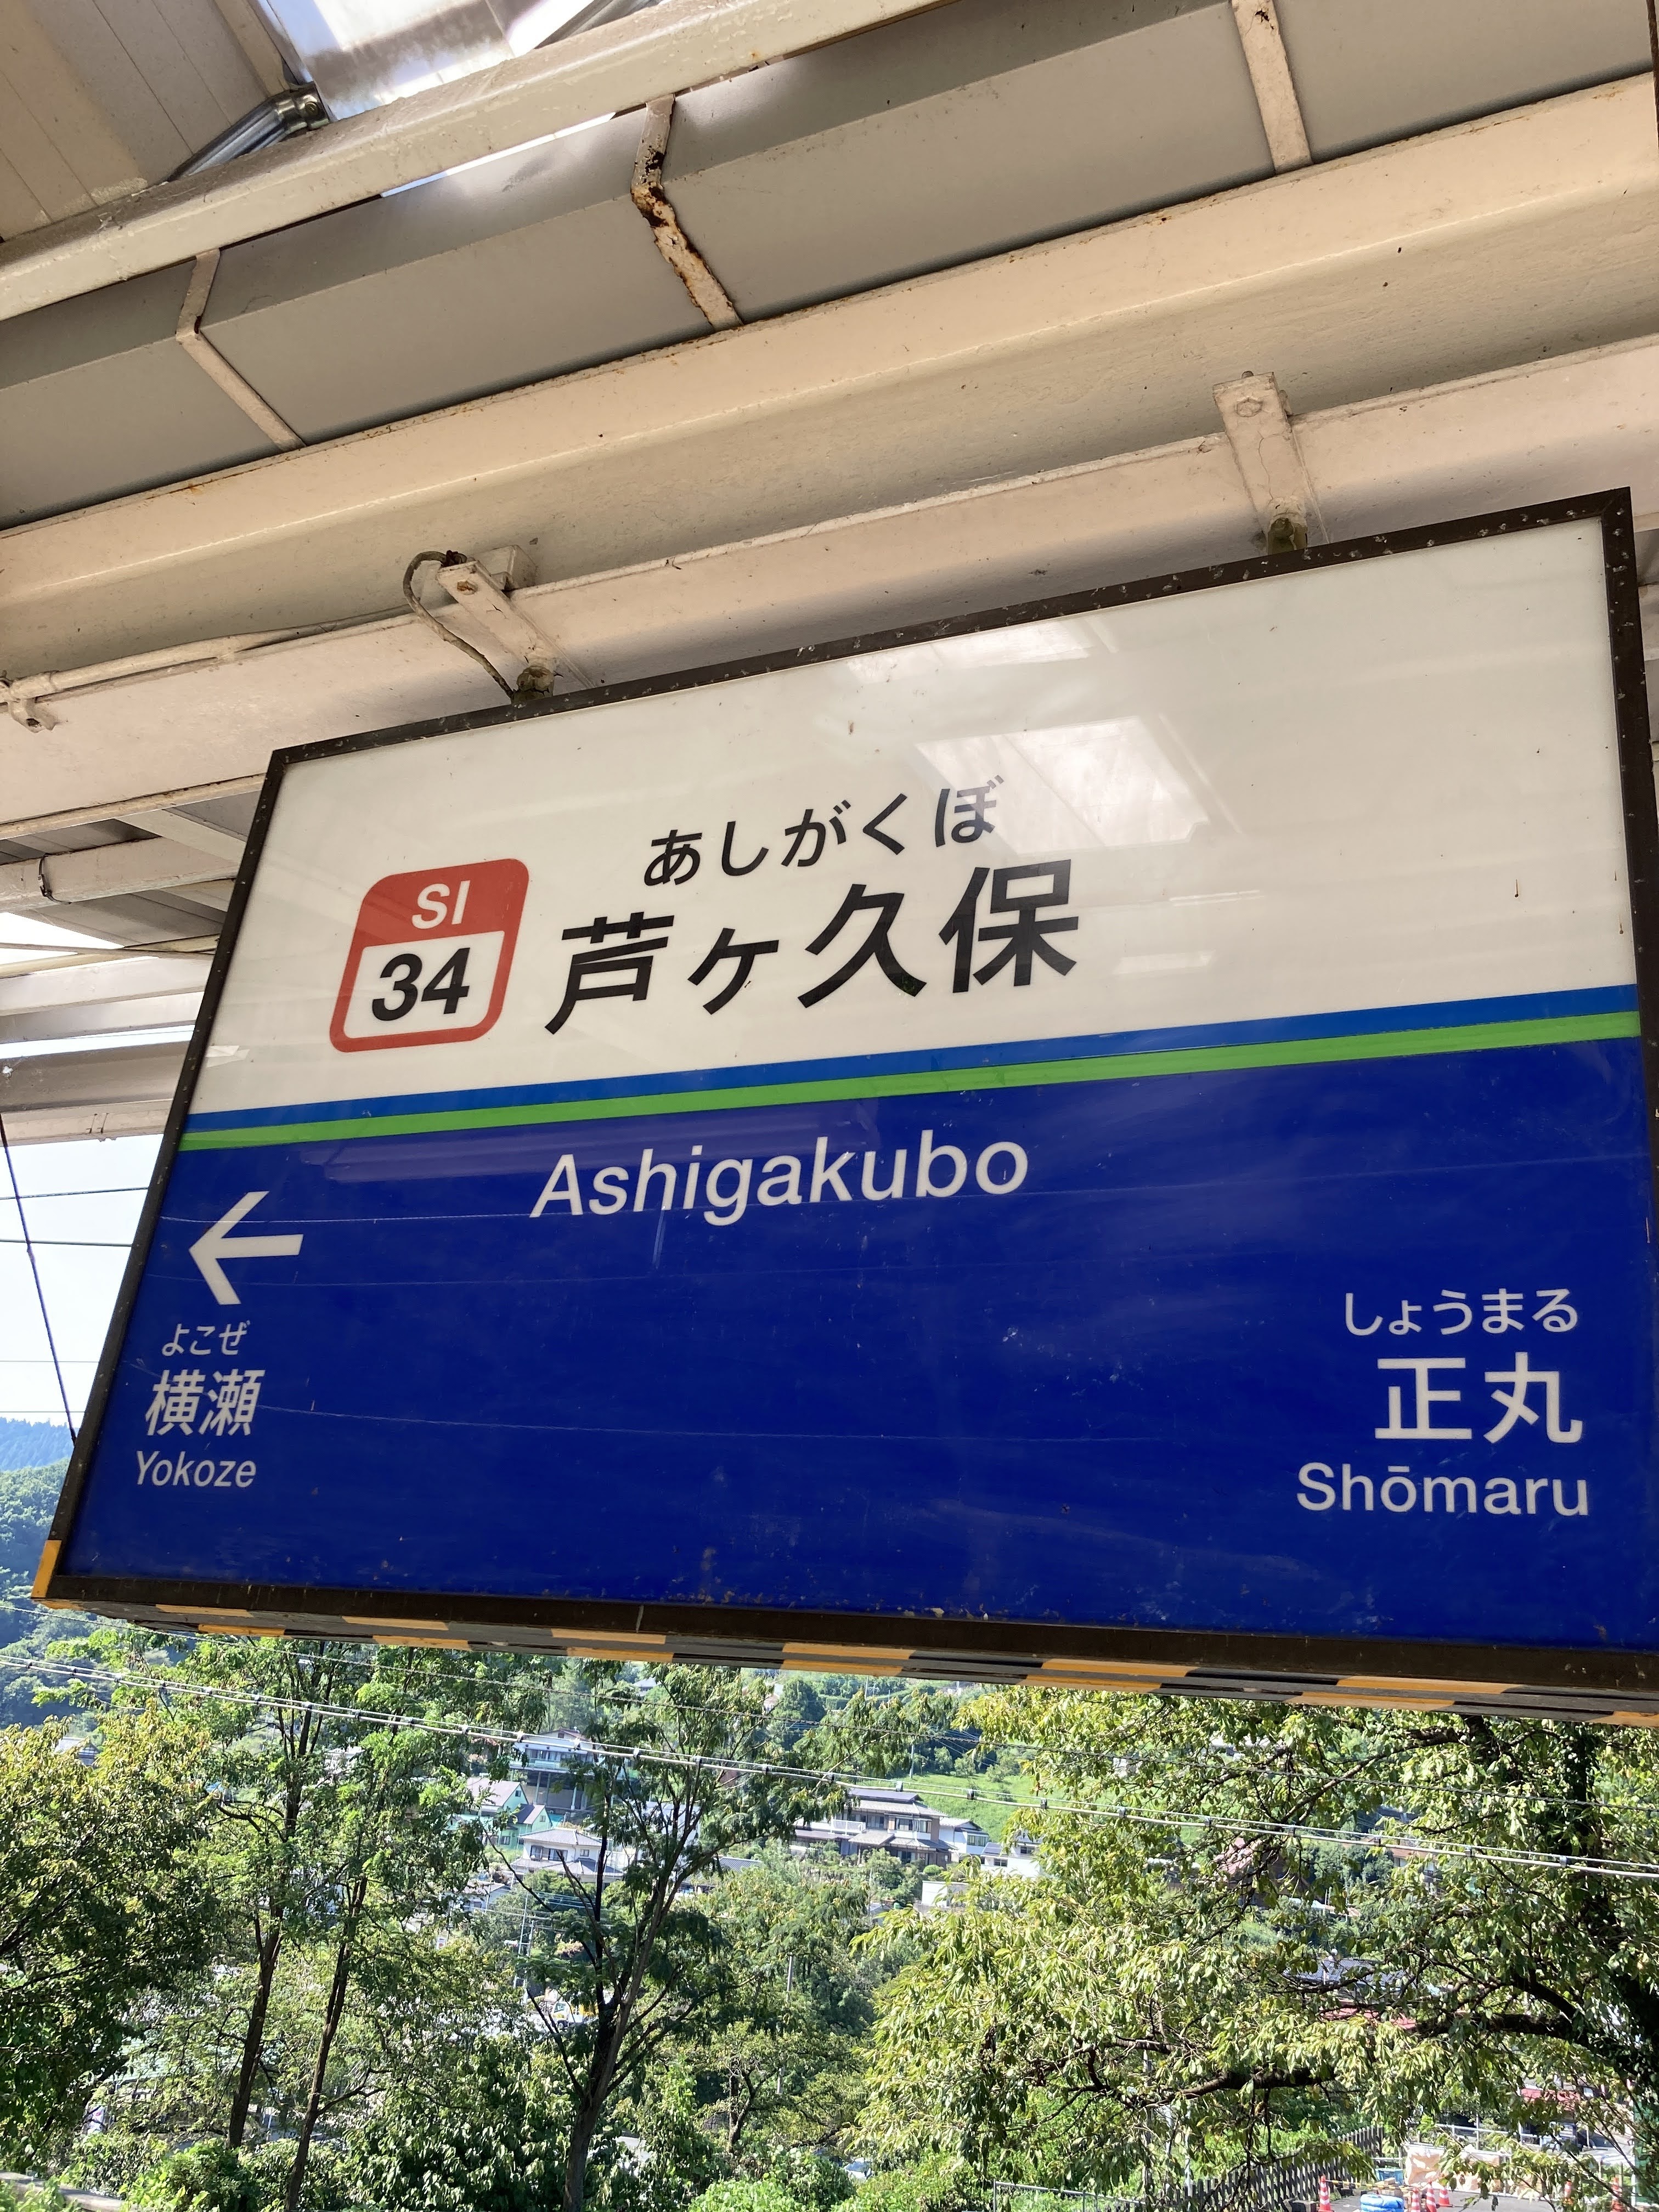 あしがくぼ
SI
34
芦ヶ久保
Ashigakubo
よこぜ
横瀬
Yokoze
しょうまる
正丸
Shōmaru